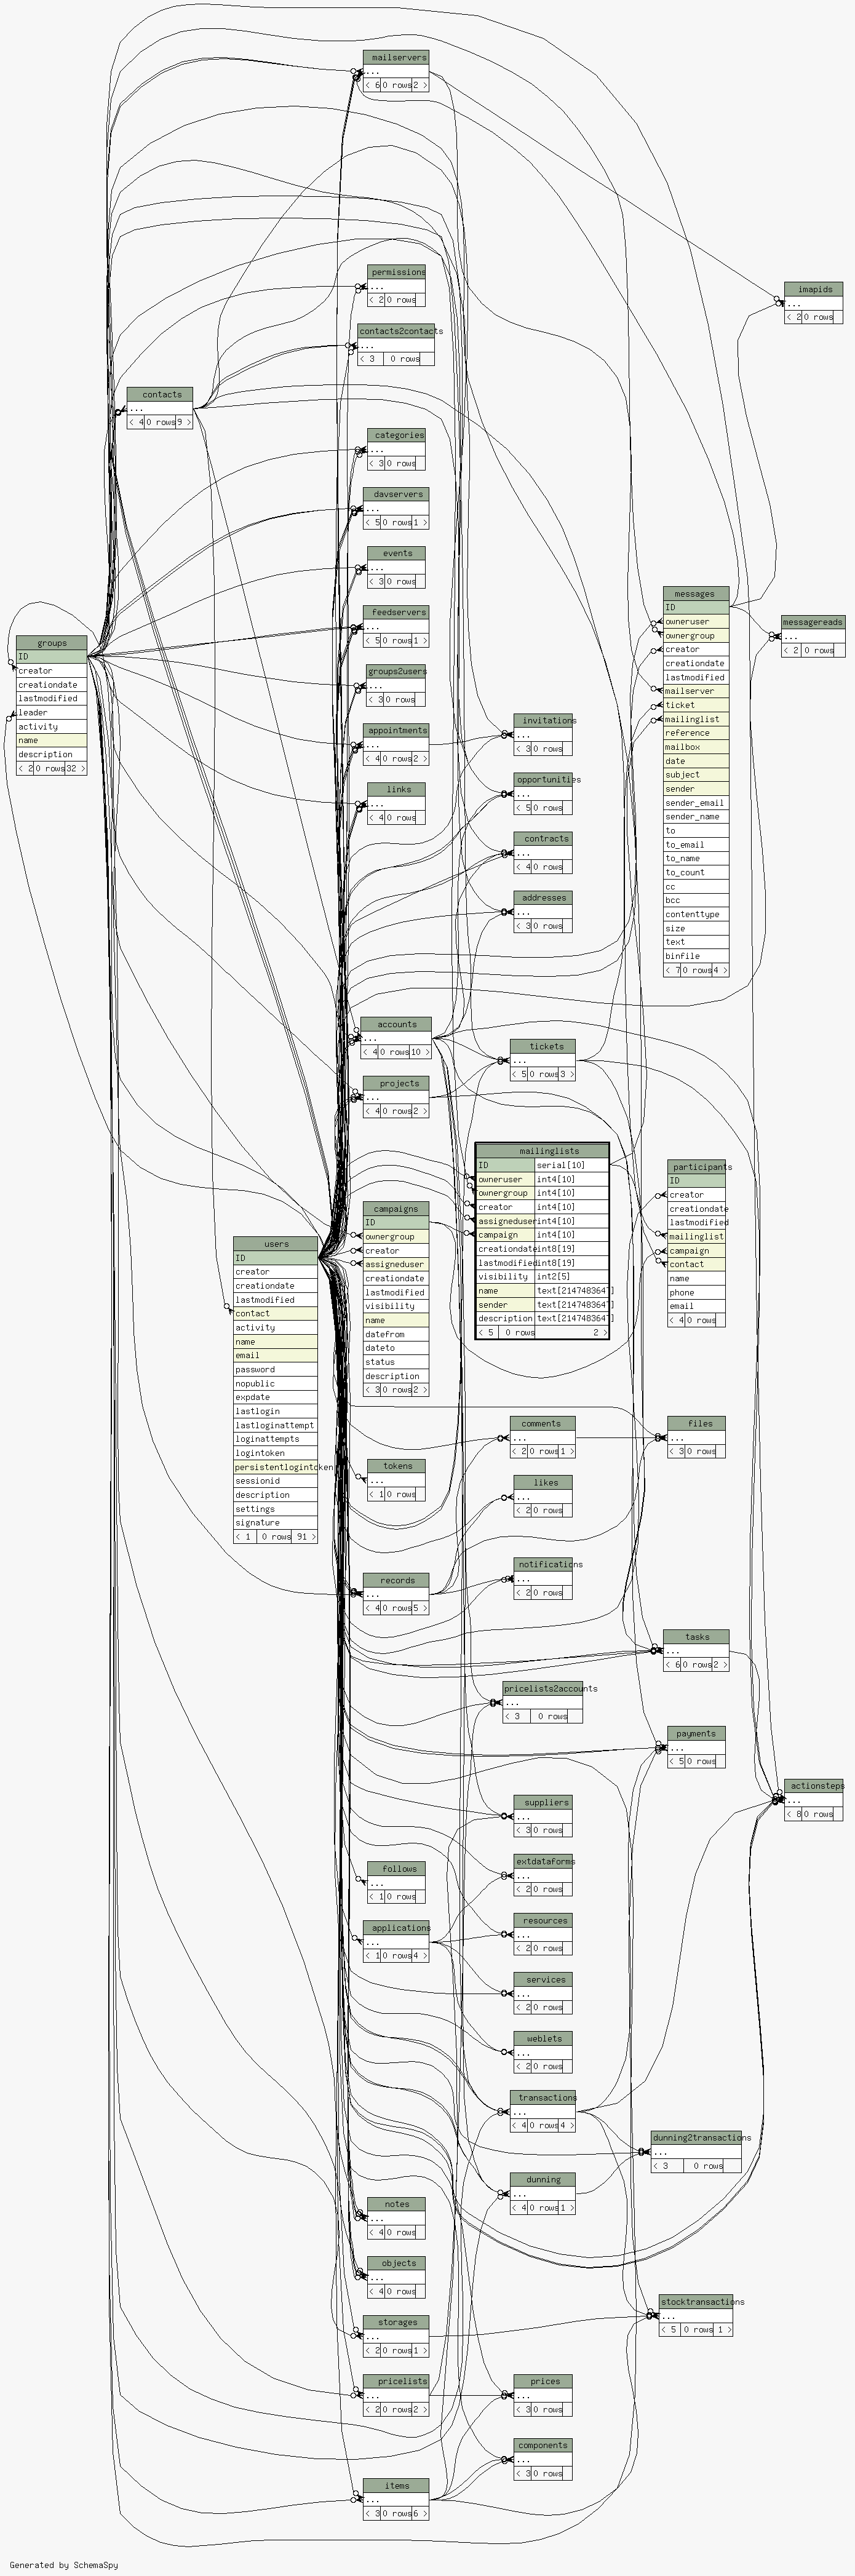 mailservers
...
< 6 0 rows 2 >
permissions
...
< 2 0 rows
imapids
...
< 2 0 rows
contacts2contacts
...
< 3 0 rows
contacts
...
< 4 0 rows 9 >
categories
...
< 3 0 rows
davservers
...
< 5 0 rows 1 >
events
...
< 3 0 rows
feedservers
...
< 5 0 rows 1 >
groups
ID
creator
creationdate
lastmodified
leader
activity
name
description
< 2 0 rows 32 >
groups2users
...
< 3 0 rows
appointments
...
< 4 0 rows 2 >
links
...
< 4 0 rows
invitations
...
< 3 0 rows
opportunities
...
< 5 0 rows
contracts
...
< 4 0 rows
addresses
...
< 3 0 rows
messages
ID
owneruser
ownergroup
creator
creationdate
lastmodified
mailserver
ticket
mailinglist
reference
mailbox
date
subject
sender
sender_email
sender_name
to
to_email
to_name
to_count
cc
bcc
contenttype
size
text
binfile
< 7 0 rows 4 >
messagereads
...
< 2 0 rows
accounts
...
< 4 0 rows 10 >
projects
...
< 4 0 rows 2 >
tickets
...
< 5 0 rows 3 >
mailinglists
ID serial[10]
owneruser int4[10]
ownergroup int4[10]
creator int4[10]
assigneduser int4[10]
campaign int4[10]
creationdate int8[19]
lastmodified int8[19]
visibility int2[5]
name text[2147483647]
sender text[2147483647]
description text[2147483647]
< 5 0 rows 2 >
participants
ID
creator
creationdate
lastmodified
mailinglist
campaign
contact
name
phone
email
< 4 0 rows
campaigns
ID
ownergroup
creator
assigneduser
creationdate
lastmodified
visibility
name
datefrom
dateto
status
description
< 3 0 rows 2 >
users
ID
creator
creationdate
lastmodified
contact
activity
name
email
password
nopublic
expdate
lastlogin
lastloginattempt
loginattempts
logintoken
persistentlogintoken
sessionid
description
settings
signature
< 1 0 rows 91 >
comments
...
< 2 0 rows 1 >
files
...
< 3 0 rows
tokens
...
< 1 0 rows
likes
...
< 2 0 rows
notifications
...
< 2 0 rows
records
...
< 4 0 rows 5 >
tasks
...
< 6 0 rows 2 >
pricelists2accounts
...
< 3 0 rows
payments
...
< 5 0 rows
actionsteps
...
< 8 0 rows
suppliers
...
< 3 0 rows
follows
...
< 1 0 rows
extdataforms
...
< 2 0 rows
applications
...
< 1 0 rows 4 >
resources
...
< 2 0 rows
services
...
< 2 0 rows
weblets
...
< 2 0 rows
transactions
...
< 4 0 rows 4 >
dunning2transactions
...
< 3 0 rows
dunning
...
< 4 0 rows 1 >
notes
...
< 4 0 rows
objects
...
< 4 0 rows
storages
...
< 2 0 rows 1 >
stocktransactions
...
< 5 0 rows 1 >
pricelists
...
< 2 0 rows 2 >
prices
...
< 3 0 rows
components
...
< 3 0 rows
items
...
< 3 0 rows 6 >
Generated by SchemaSpy